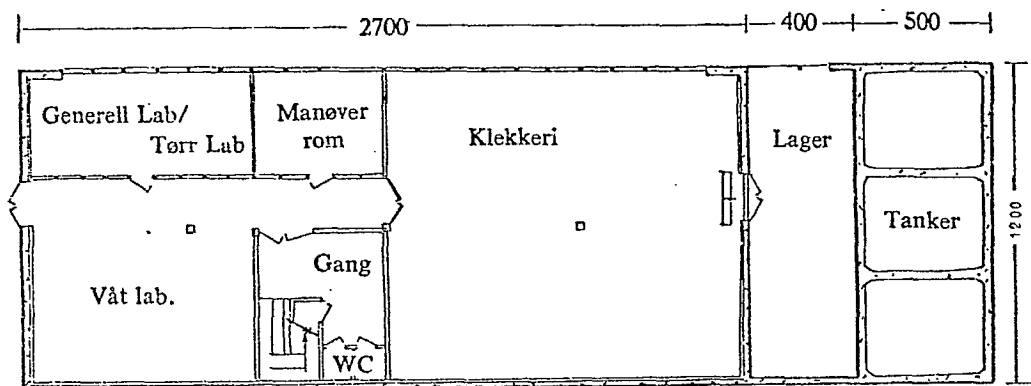 2700
400
500
Generell Lab/
Tørr Lab
Manøver
rom
Klekkeri
Lager
Tanker
1200
Gang
Våt lab.
WC